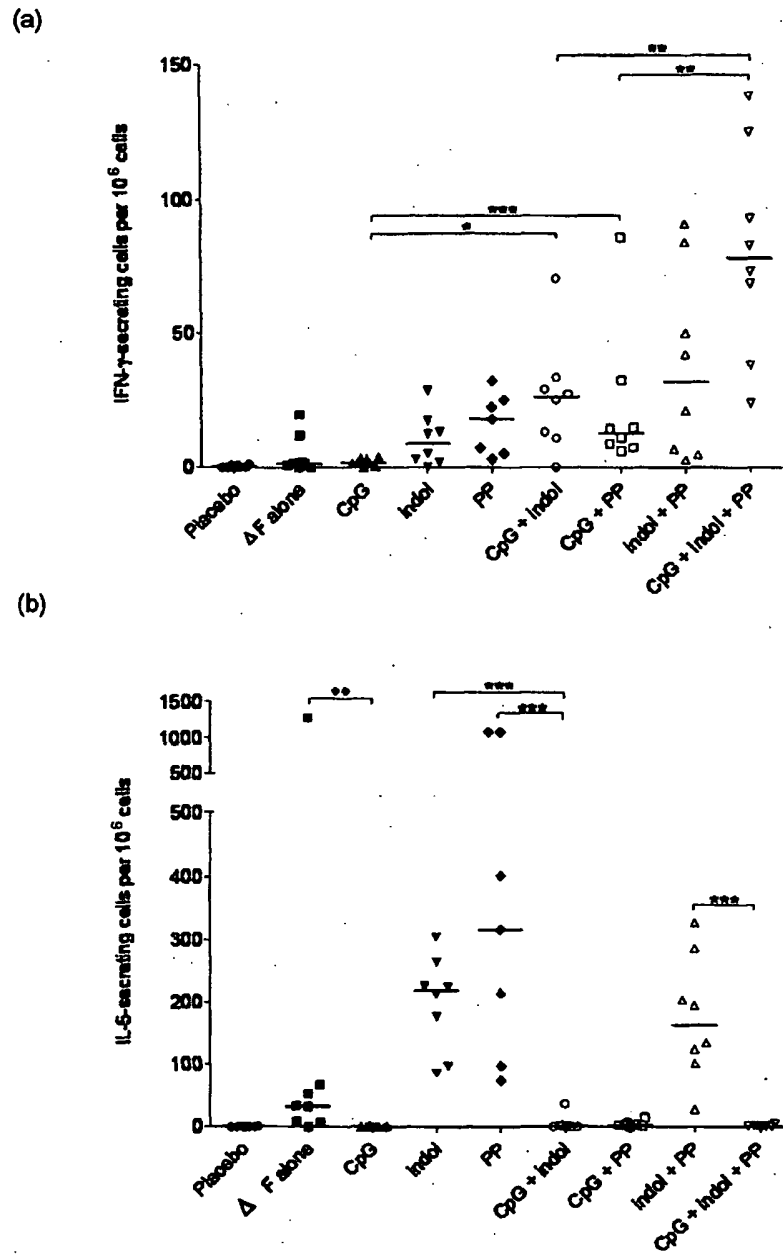 (a)
IFN-γ-secreting cells per 10⁶ cells
150
100
50
0
**
**
***
*
Placebo
Δ F alone
CpG
Indol
PP
CpG + Indol
CpG + PP
Indol + PP
CpG + Indol + PP
(b)
IL-5-secreting cells per 10⁶ cells
1500
1000
500
500
400
300
200
100
0
**
***
***
***
Placebo
Δ F alone
CpG
Indol
PP
CpG + Indol
CpG + PP
Indol + PP
CpG + Indol + PP